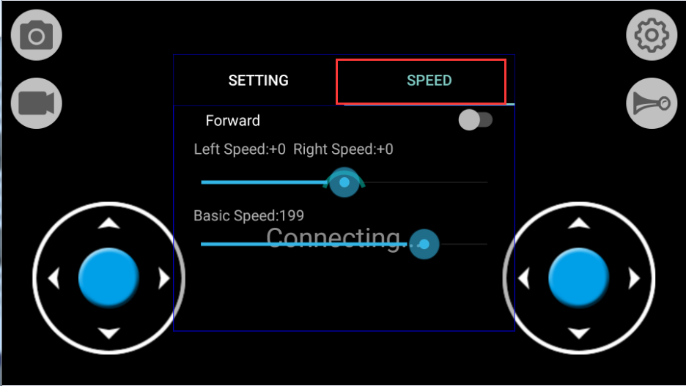 SETTING SPEED
Forward
Left Speed:+0 Right Speed:+0
Basic Speed:199
Connecting...